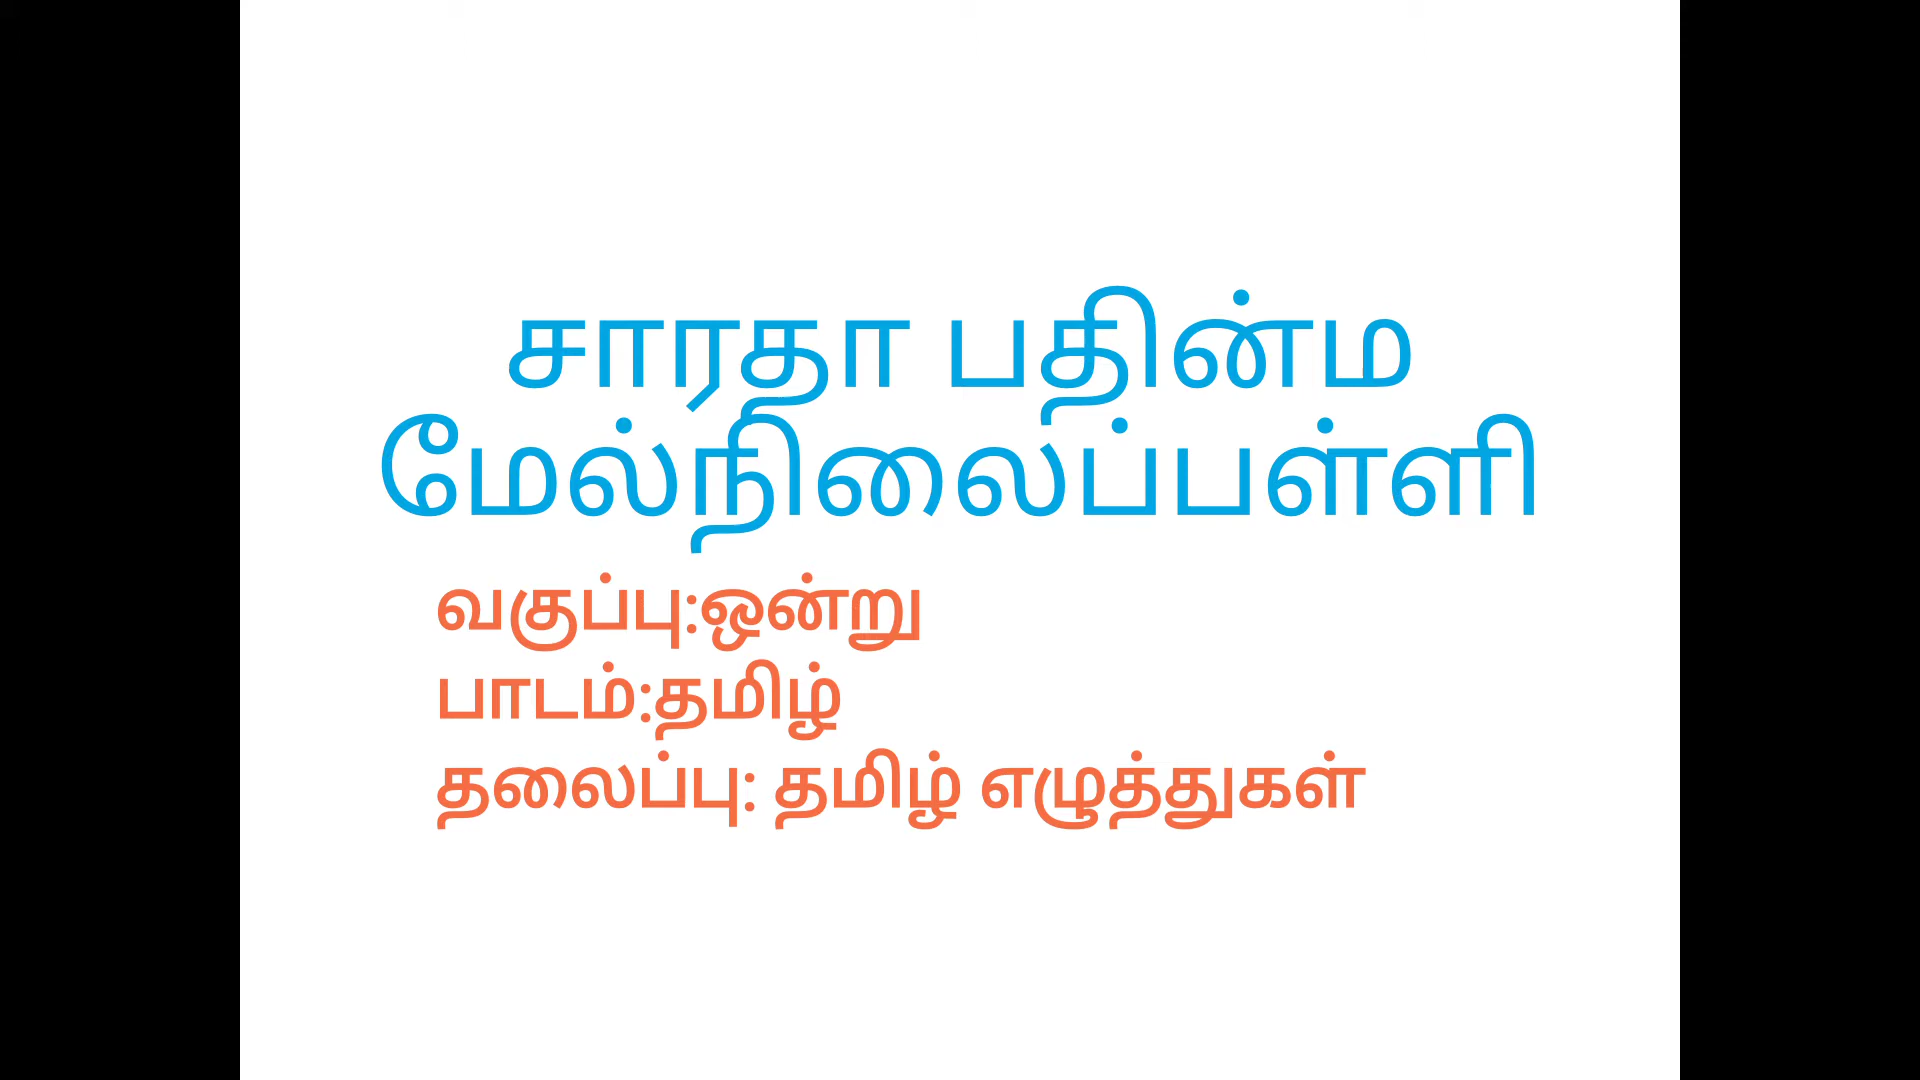 சாரதா பதின்ம
மேல்நிலைப்பள்ளி
வகுப்பு:ஒன்று
பாடம்:தமிழ்
தலைப்பு: தமிழ் எழுத்துகள்